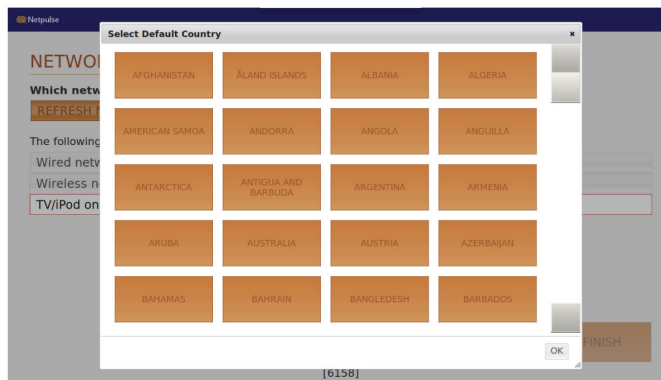 Netpulse
Select Default Country
×
NETWO
Which netw
REFRESH N
The following
Wired netw
Wireless n
TV/iPod on
AFGHANISTAN
ÅLAND ISLANDS
ALBANIA
ALGERIA
AMERICAN SAMOA
ANDORRA
ANGOLA
ANGUILLA
ANTARCTICA
ANTIGUA AND
BARBUDA
ARGENTINA
ARMENIA
ARUBA
AUSTRALIA
AUSTRIA
AZERBAIJAN
BAHAMAS
BAHRAIN
BANGLEDESH
BARBADOS
OK
FINISH
[6158]